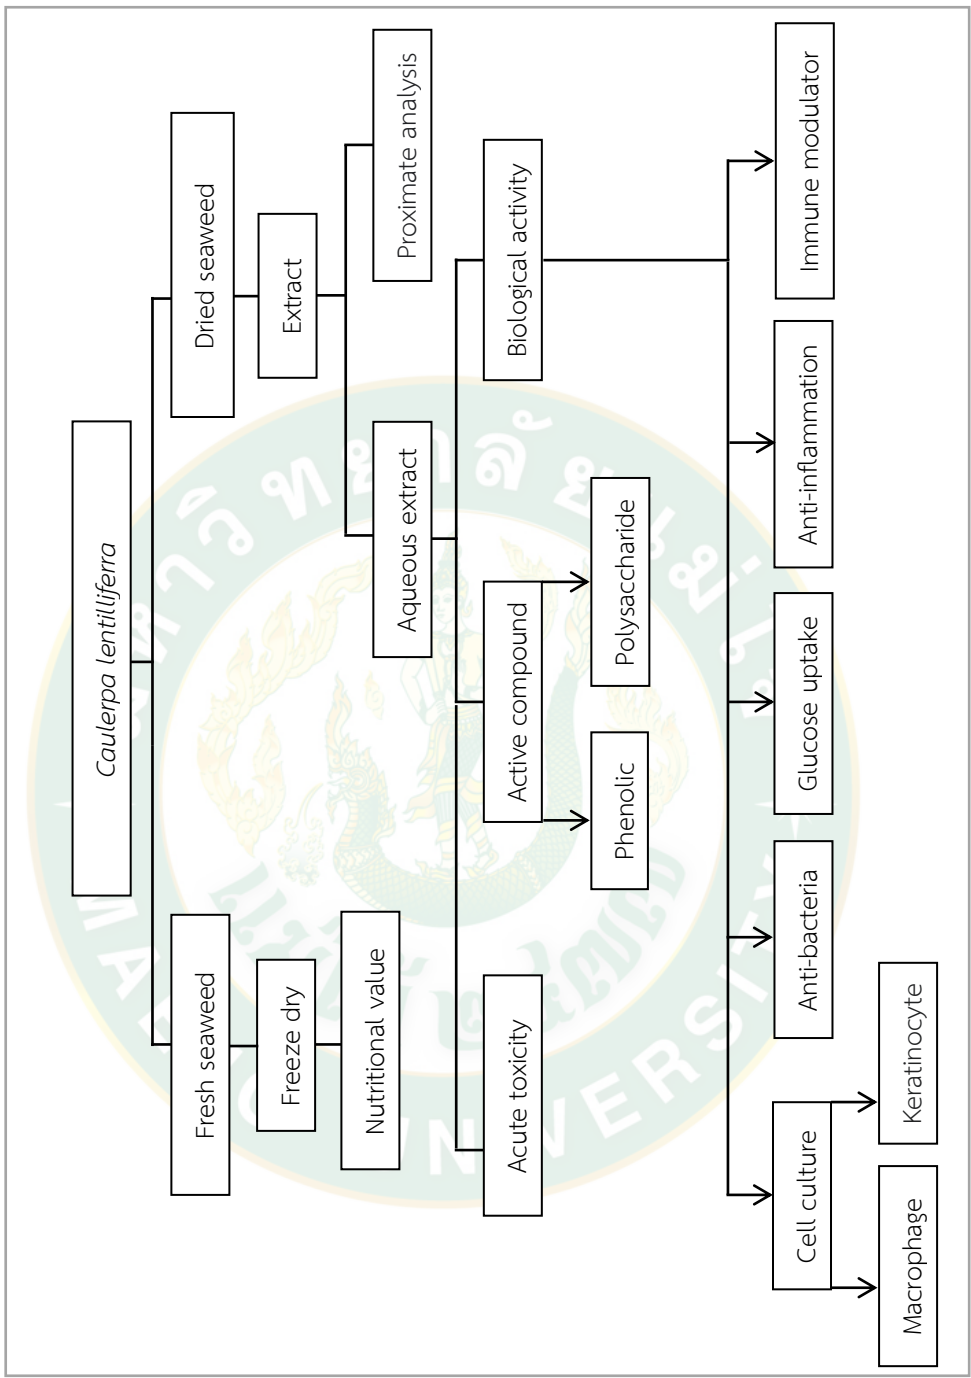 Caulerpa lentilliferra
Fresh seaweed
Dried seaweed
Freeze dry
Extract
Nutritional value
Aqueous extract
Proximate analysis
Acute toxicity
Active compound
Biological activity
Phenolic
Polysaccharide
Cell culture
Anti-bacteria
Glucose uptake
Anti-inflammation
Immune modulator
Macrophage
Keratinocyte